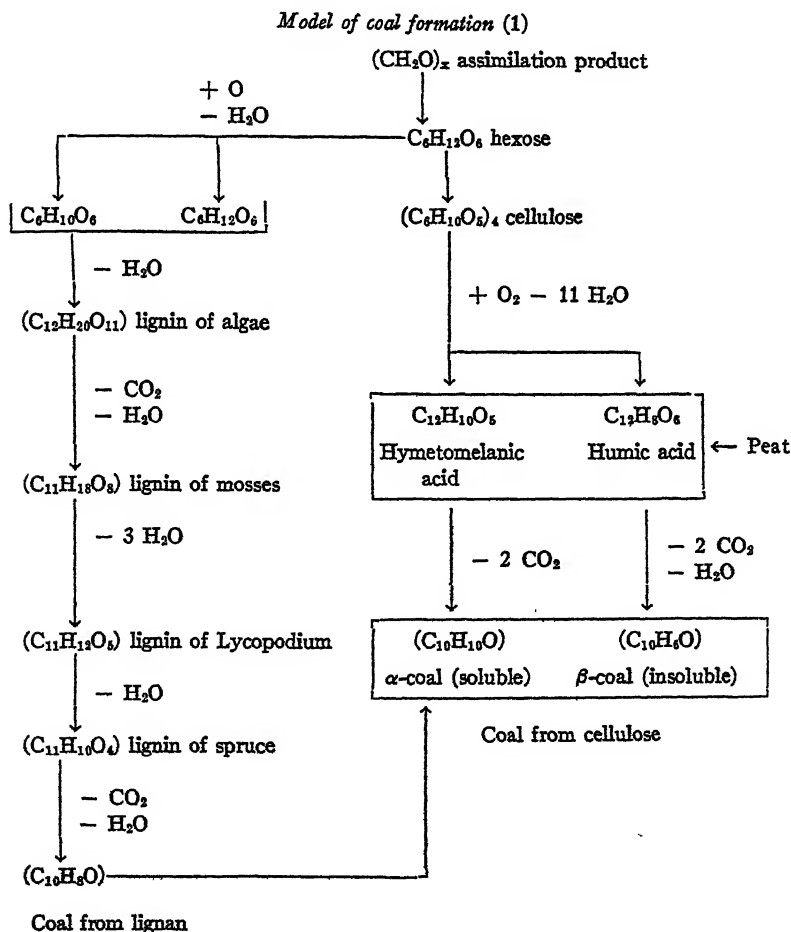 Model of coal formation (1)
(CH₂O)ₓ assimilation product
+ O
− H₂O
C₆H₁₂O₆ hexose
C₆H₁₀O₆ C₆H₁₂O₆
(C₆H₁₀O₅)₄ cellulose
− H₂O
+ O₂ − 11 H₂O
(C₁₂H₂₀O₁₁) lignin of algae
− CO₂
− H₂O
C₁₂H₁₀O₅ C₁₂H₈O₆
Hymetomelanic Humic acid
acid
← Peat
(C₁₁H₁₈O₈) lignin of mosses
− 3 H₂O
− 2 CO₂
− 2 CO₂
− H₂O
(C₁₁H₁₂O₅) lignin of Lycopodium
(C₁₀H₁₀O) (C₁₀H₆O)
α-coal (soluble) β-coal (insoluble)
− H₂O
Coal from cellulose
(C₁₁H₁₀O₄) lignin of spruce
− CO₂
− H₂O
(C₁₀H₈O)
Coal from lignan